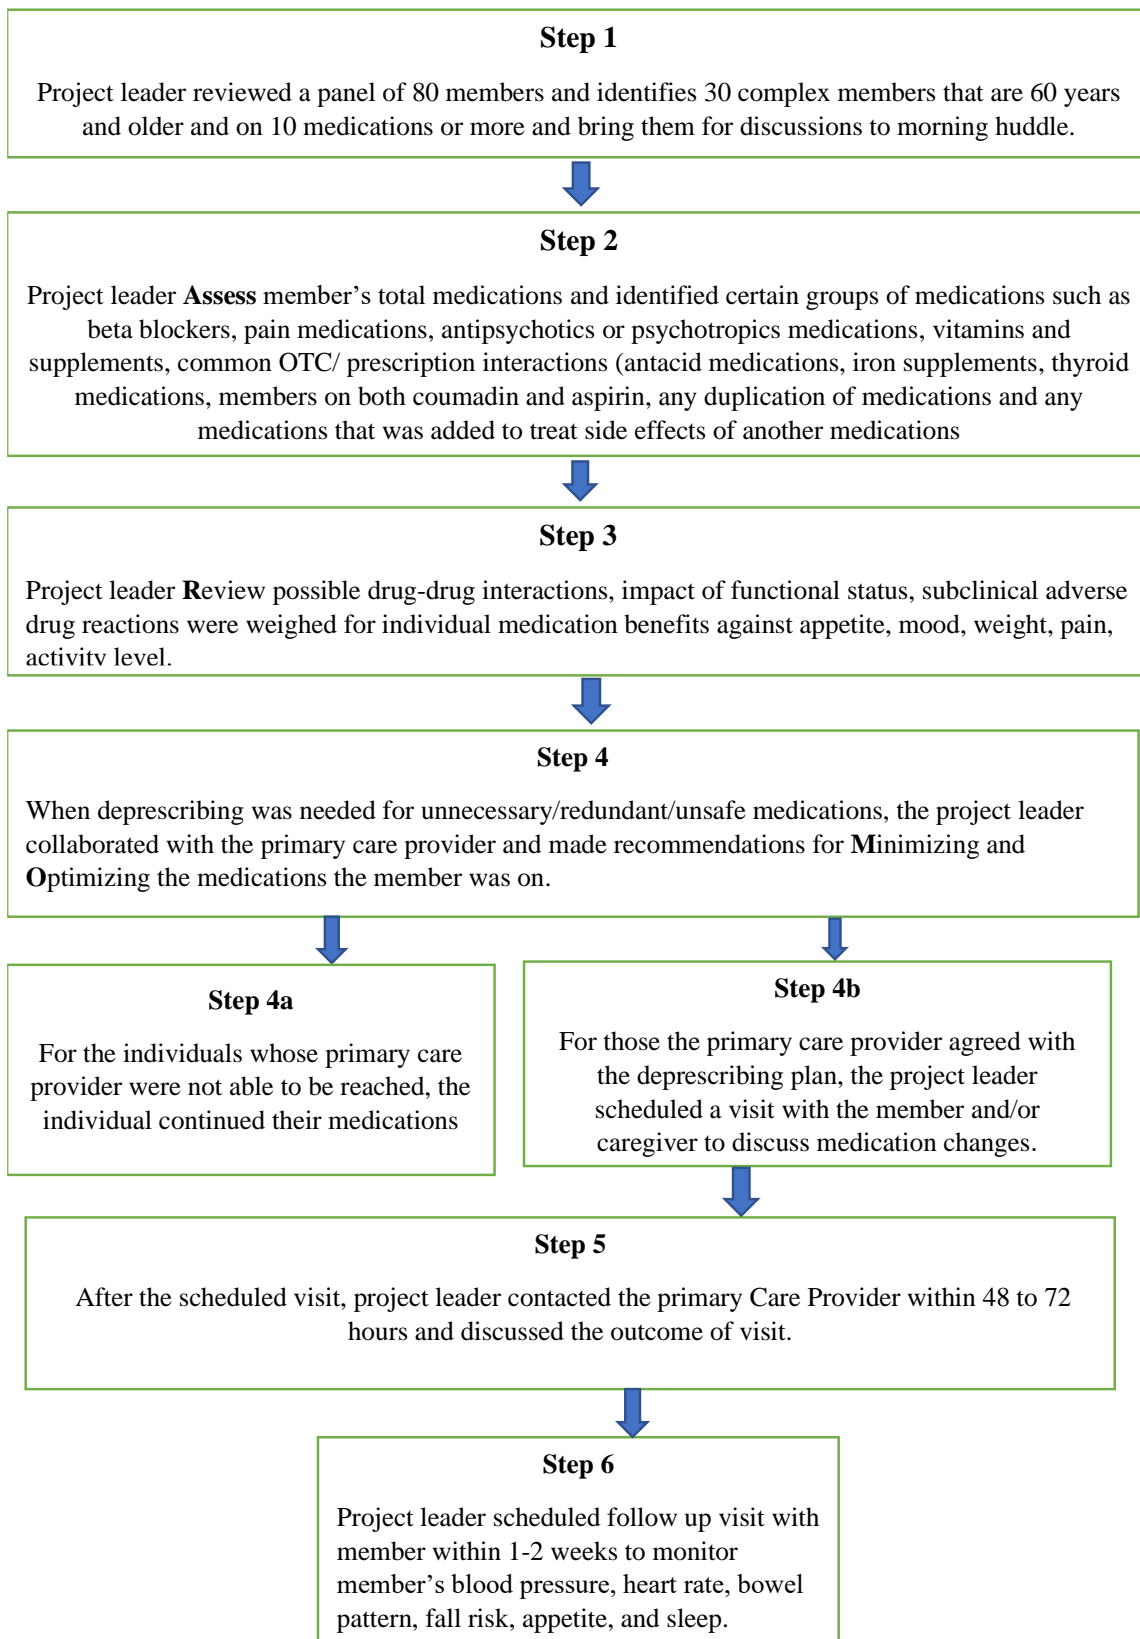 Step 1
Project leader reviewed a panel of 80 members and identifies 30 complex members that are 60 years
and older and on 10 medications or more and bring them for discussions to morning huddle.
Step 2
Project leader Assess member’s total medications and identified certain groups of medications such as
beta blockers, pain medications, antipsychotics or psychotropics medications, vitamins and
supplements, common OTC/ prescription interactions (antacid medications, iron supplements, thyroid
medications, members on both coumadin and aspirin, any duplication of medications and any
medications that was added to treat side effects of another medications
Step 3
Project leader Review possible drug-drug interactions, impact of functional status, subclinical adverse
drug reactions were weighed for individual medication benefits against appetite, mood, weight, pain,
activity level.
Step 4
When deprescribing was needed for unnecessary/redundant/unsafe medications, the project leader
collaborated with the primary care provider and made recommendations for Minimizing and
Optimizing the medications the member was on.
Step 4a
For the individuals whose primary care
provider were not able to be reached, the
individual continued their medications
Step 4b
For those the primary care provider agreed with
the deprescribing plan, the project leader
scheduled a visit with the member and/or
caregiver to discuss medication changes.
Step 5
After the scheduled visit, project leader contacted the primary Care Provider within 48 to 72
hours and discussed the outcome of visit.
Step 6
Project leader scheduled follow up visit with
member within 1-2 weeks to monitor
member’s blood pressure, heart rate, bowel
pattern, fall risk, appetite, and sleep.